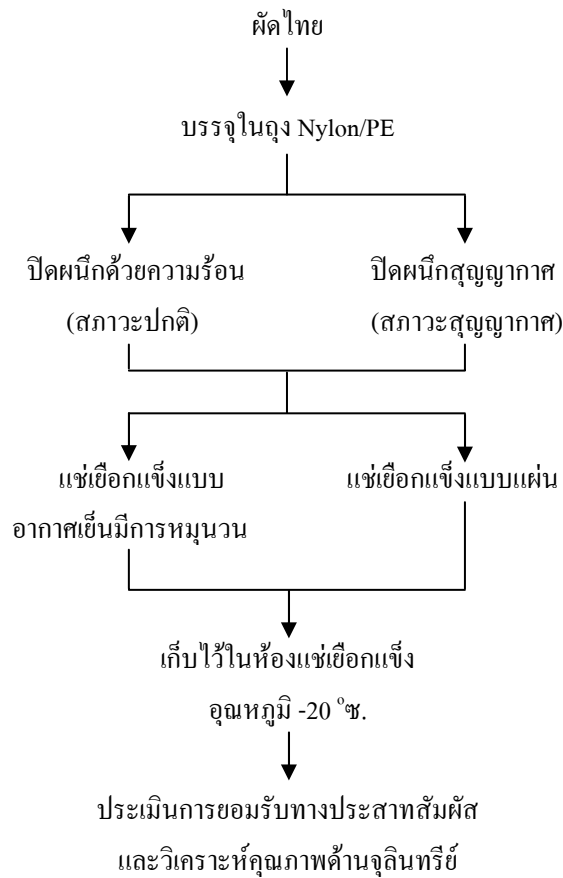 ผัดไทย
บรรจุในถุง Nylon/PE
ปิดผนึกด้วยความร้อน
(สภาวะปกติ)
ปิดผนึกสุญญากาศ
(สภาวะสุญญากาศ)
แช่เยือกแข็งแบบ
อากาศเย็นมีการหมุนวน
แช่เยือกแข็งแบบแผ่น
เก็บไว้ในห้องแช่เยือกแข็ง
อุณหภูมิ -20 °ซ.
ประเมินการยอมรับทางประสาทสัมผัส
และวิเคราะห์คุณภาพด้านจุลินทรีย์